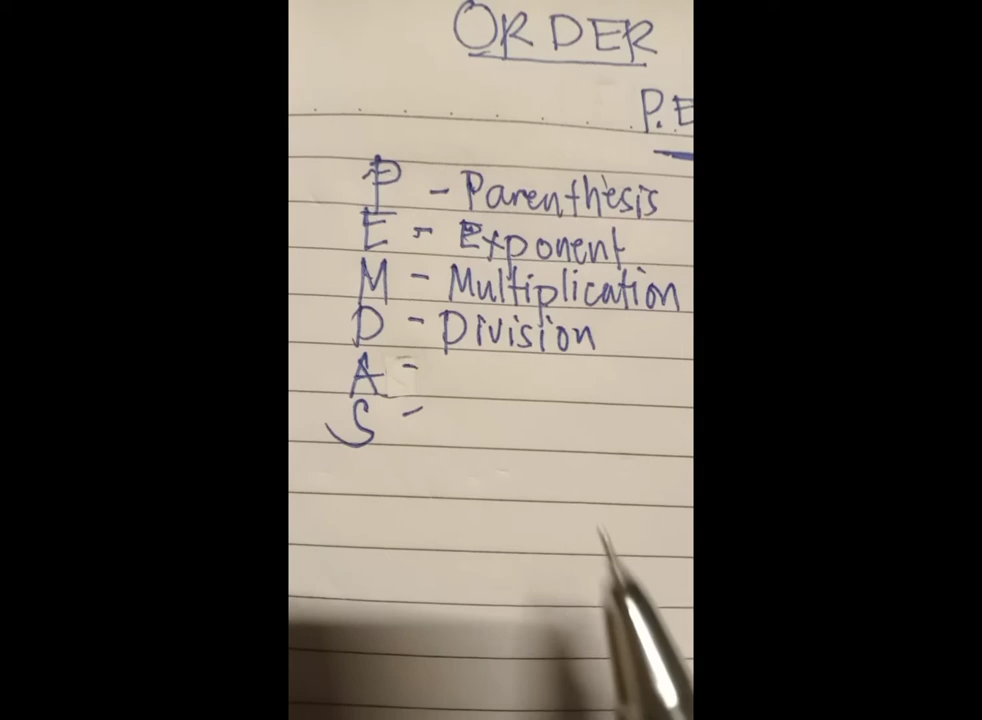 ORDER
P.E
P - Parenthesis
E - Exponent
M - Multiplication
D - Division
A -
S -